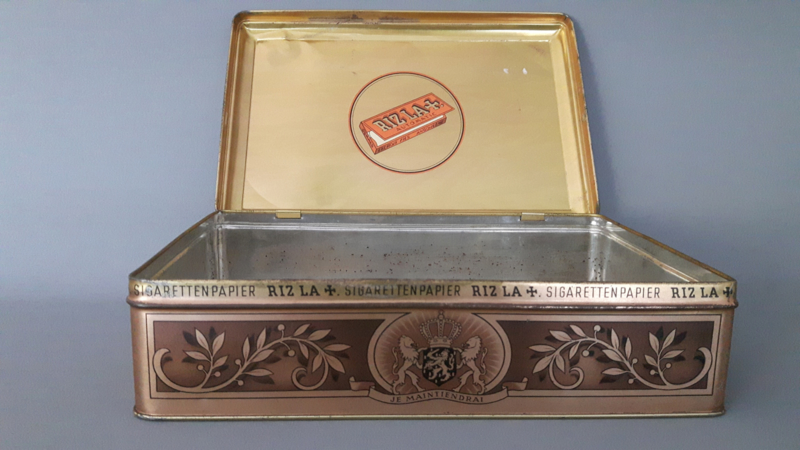 RIZ LA +
SIGARETTENPAPIER RIZ LA +. SIGARETTENPAPIER RIZ LA +. SIGARETTENPAPIER RIZ LA +
JE MAINTIENDRAI